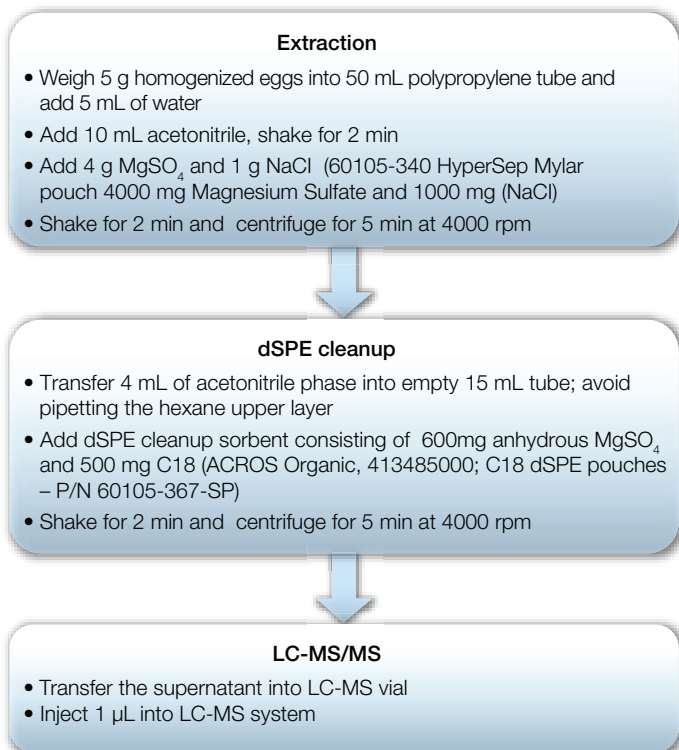 Extraction
• Weigh 5 g homogenized eggs into 50 mL polypropylene tube and
add 5 mL of water
• Add 10 mL acetonitrile, shake for 2 min
• Add 4 g MgSO₄ and 1 g NaCl (60105-340 HyperSep Mylar
pouch 4000 mg Magnesium Sulfate and 1000 mg (NaCl)
• Shake for 2 min and centrifuge for 5 min at 4000 rpm
dSPE cleanup
• Transfer 4 mL of acetonitrile phase into empty 15 mL tube; avoid
pipetting the hexane upper layer
• Add dSPE cleanup sorbent consisting of 600mg anhydrous MgSO₄
and 500 mg C18 (ACROS Organic, 413485000; C18 dSPE pouches
– P/N 60105-367-SP)
• Shake for 2 min and centrifuge for 5 min at 4000 rpm
LC-MS/MS
• Transfer the supernatant into LC-MS vial
• Inject 1 µL into LC-MS system